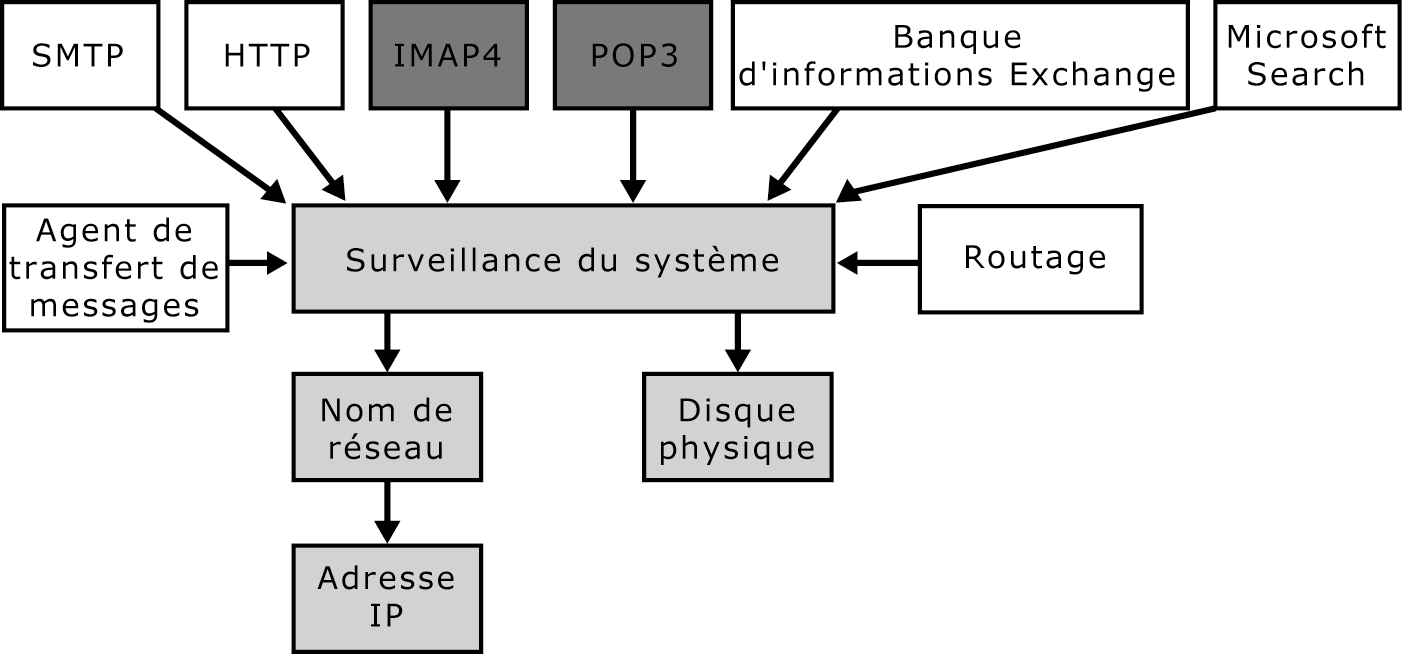 SMTP
HTTP
IMAP4
POP3
Banque
d'informations Exchange
Microsoft
Search
Agent de
transfert de
messages
Surveillance du système
Routage
Nom de
réseau
Disque
physique
Adresse
IP